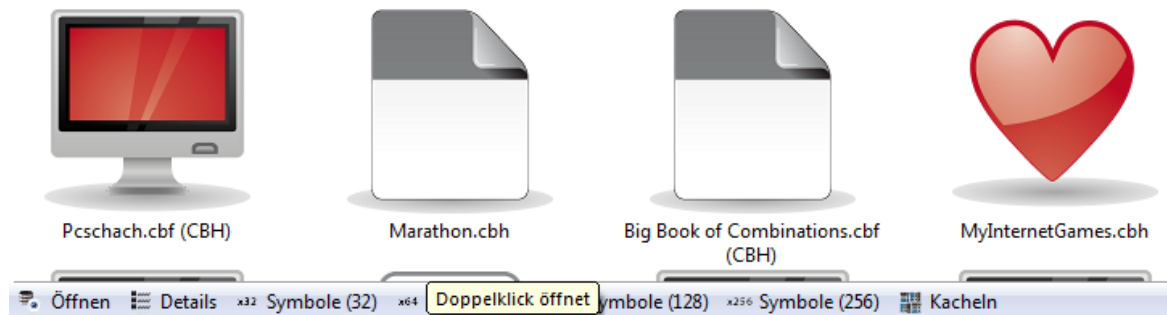 Pcschach.cbf (CBH)
Marathon.cbh
Big Book of Combinations.cbf
(CBH)
MyInternetGames.cbh
Öffnen Details x32 Symbole (32) x64 Doppelklick öffnet ymbole (128) x256 Symbole (256) Kacheln